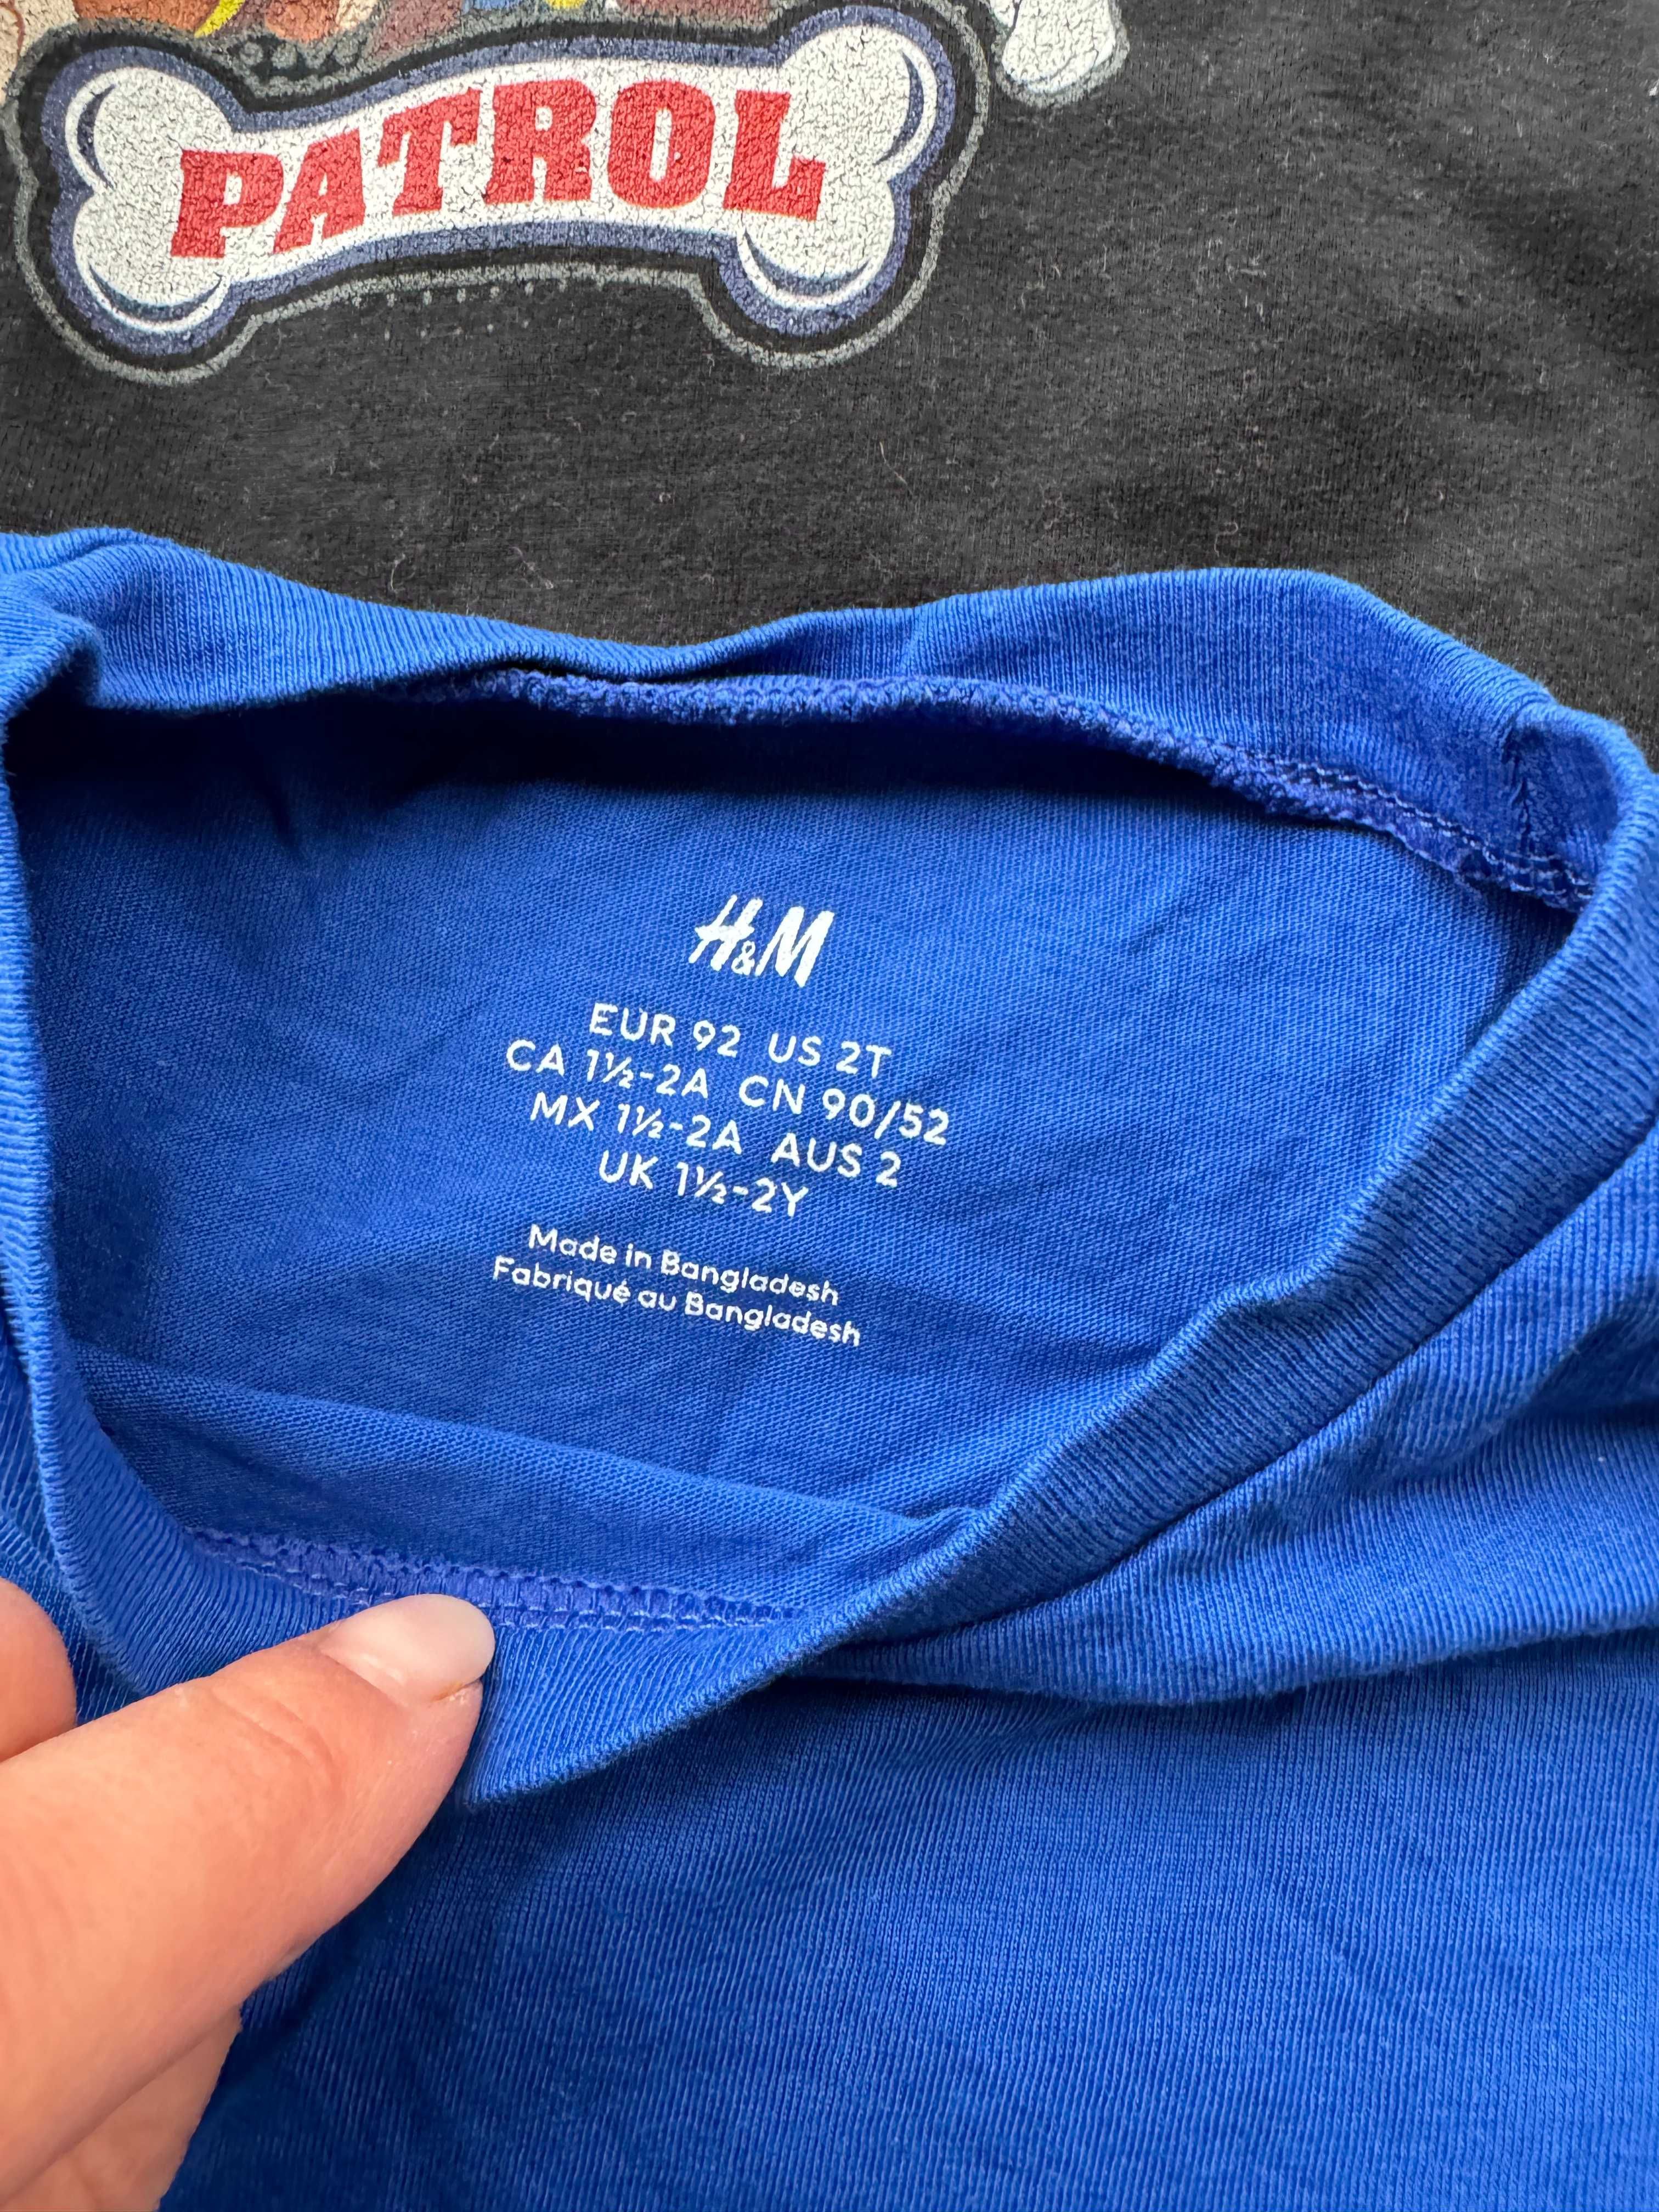 PATROL
H&M
EUR 92 US 2T
CA 1½-2A CN 90/52
MX 1½-2A AUS 2
UK 1½-2Y
Made in Bangladesh
Fabriqué au Bangladesh